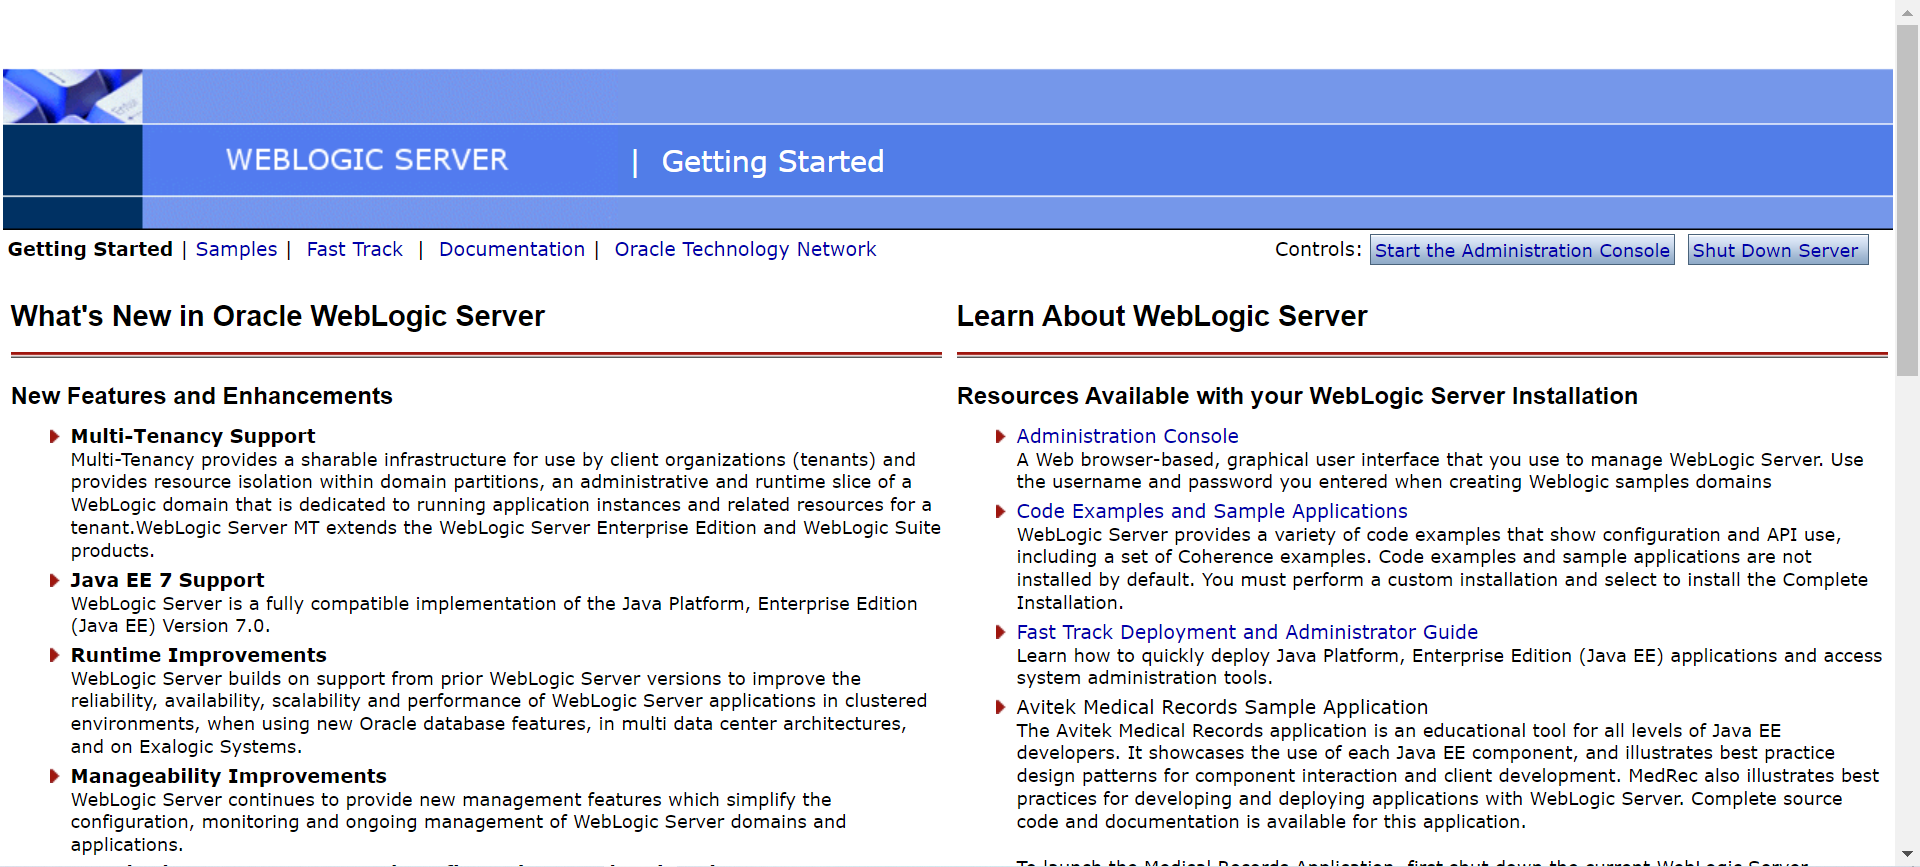 WEBLOGIC SERVER | Getting Started
Getting Started | Samples | Fast Track | Documentation | Oracle Technology Network Controls: Start the Administration Console Shut Down Server
What's New in Oracle WebLogic Server
New Features and Enhancements
Multi-Tenancy Support
Multi-Tenancy provides a sharable infrastructure for use by client organizations (tenants) and
provides resource isolation within domain partitions, an administrative and runtime slice of a
WebLogic domain that is dedicated to running application instances and related resources for a
tenant.WebLogic Server MT extends the WebLogic Server Enterprise Edition and WebLogic Suite
products.
Java EE 7 Support
WebLogic Server is a fully compatible implementation of the Java Platform, Enterprise Edition
(Java EE) Version 7.0.
Runtime Improvements
WebLogic Server builds on support from prior WebLogic Server versions to improve the
reliability, availability, scalability and performance of WebLogic Server applications in clustered
environments, when using new Oracle database features, in multi data center architectures,
and on Exalogic Systems.
Manageability Improvements
WebLogic Server continues to provide new management features which simplify the
configuration, monitoring and ongoing management of WebLogic Server domains and
applications.
Learn About WebLogic Server
Resources Available with your WebLogic Server Installation
Administration Console
A Web browser-based, graphical user interface that you use to manage WebLogic Server. Use
the username and password you entered when creating Weblogic samples domains
Code Examples and Sample Applications
WebLogic Server provides a variety of code examples that show configuration and API use,
including a set of Coherence examples. Code examples and sample applications are not
installed by default. You must perform a custom installation and select to install the Complete
Installation.
Fast Track Deployment and Administrator Guide
Learn how to quickly deploy Java Platform, Enterprise Edition (Java EE) applications and access
system administration tools.
Avitek Medical Records Sample Application
The Avitek Medical Records application is an educational tool for all levels of Java EE
developers. It showcases the use of each Java EE component, and illustrates best practice
design patterns for component interaction and client development. MedRec also illustrates best
practices for developing and deploying applications with WebLogic Server. Complete source
code and documentation is available for this application.
To launch the Medical Records Application, first shut down the current WebLogic Server